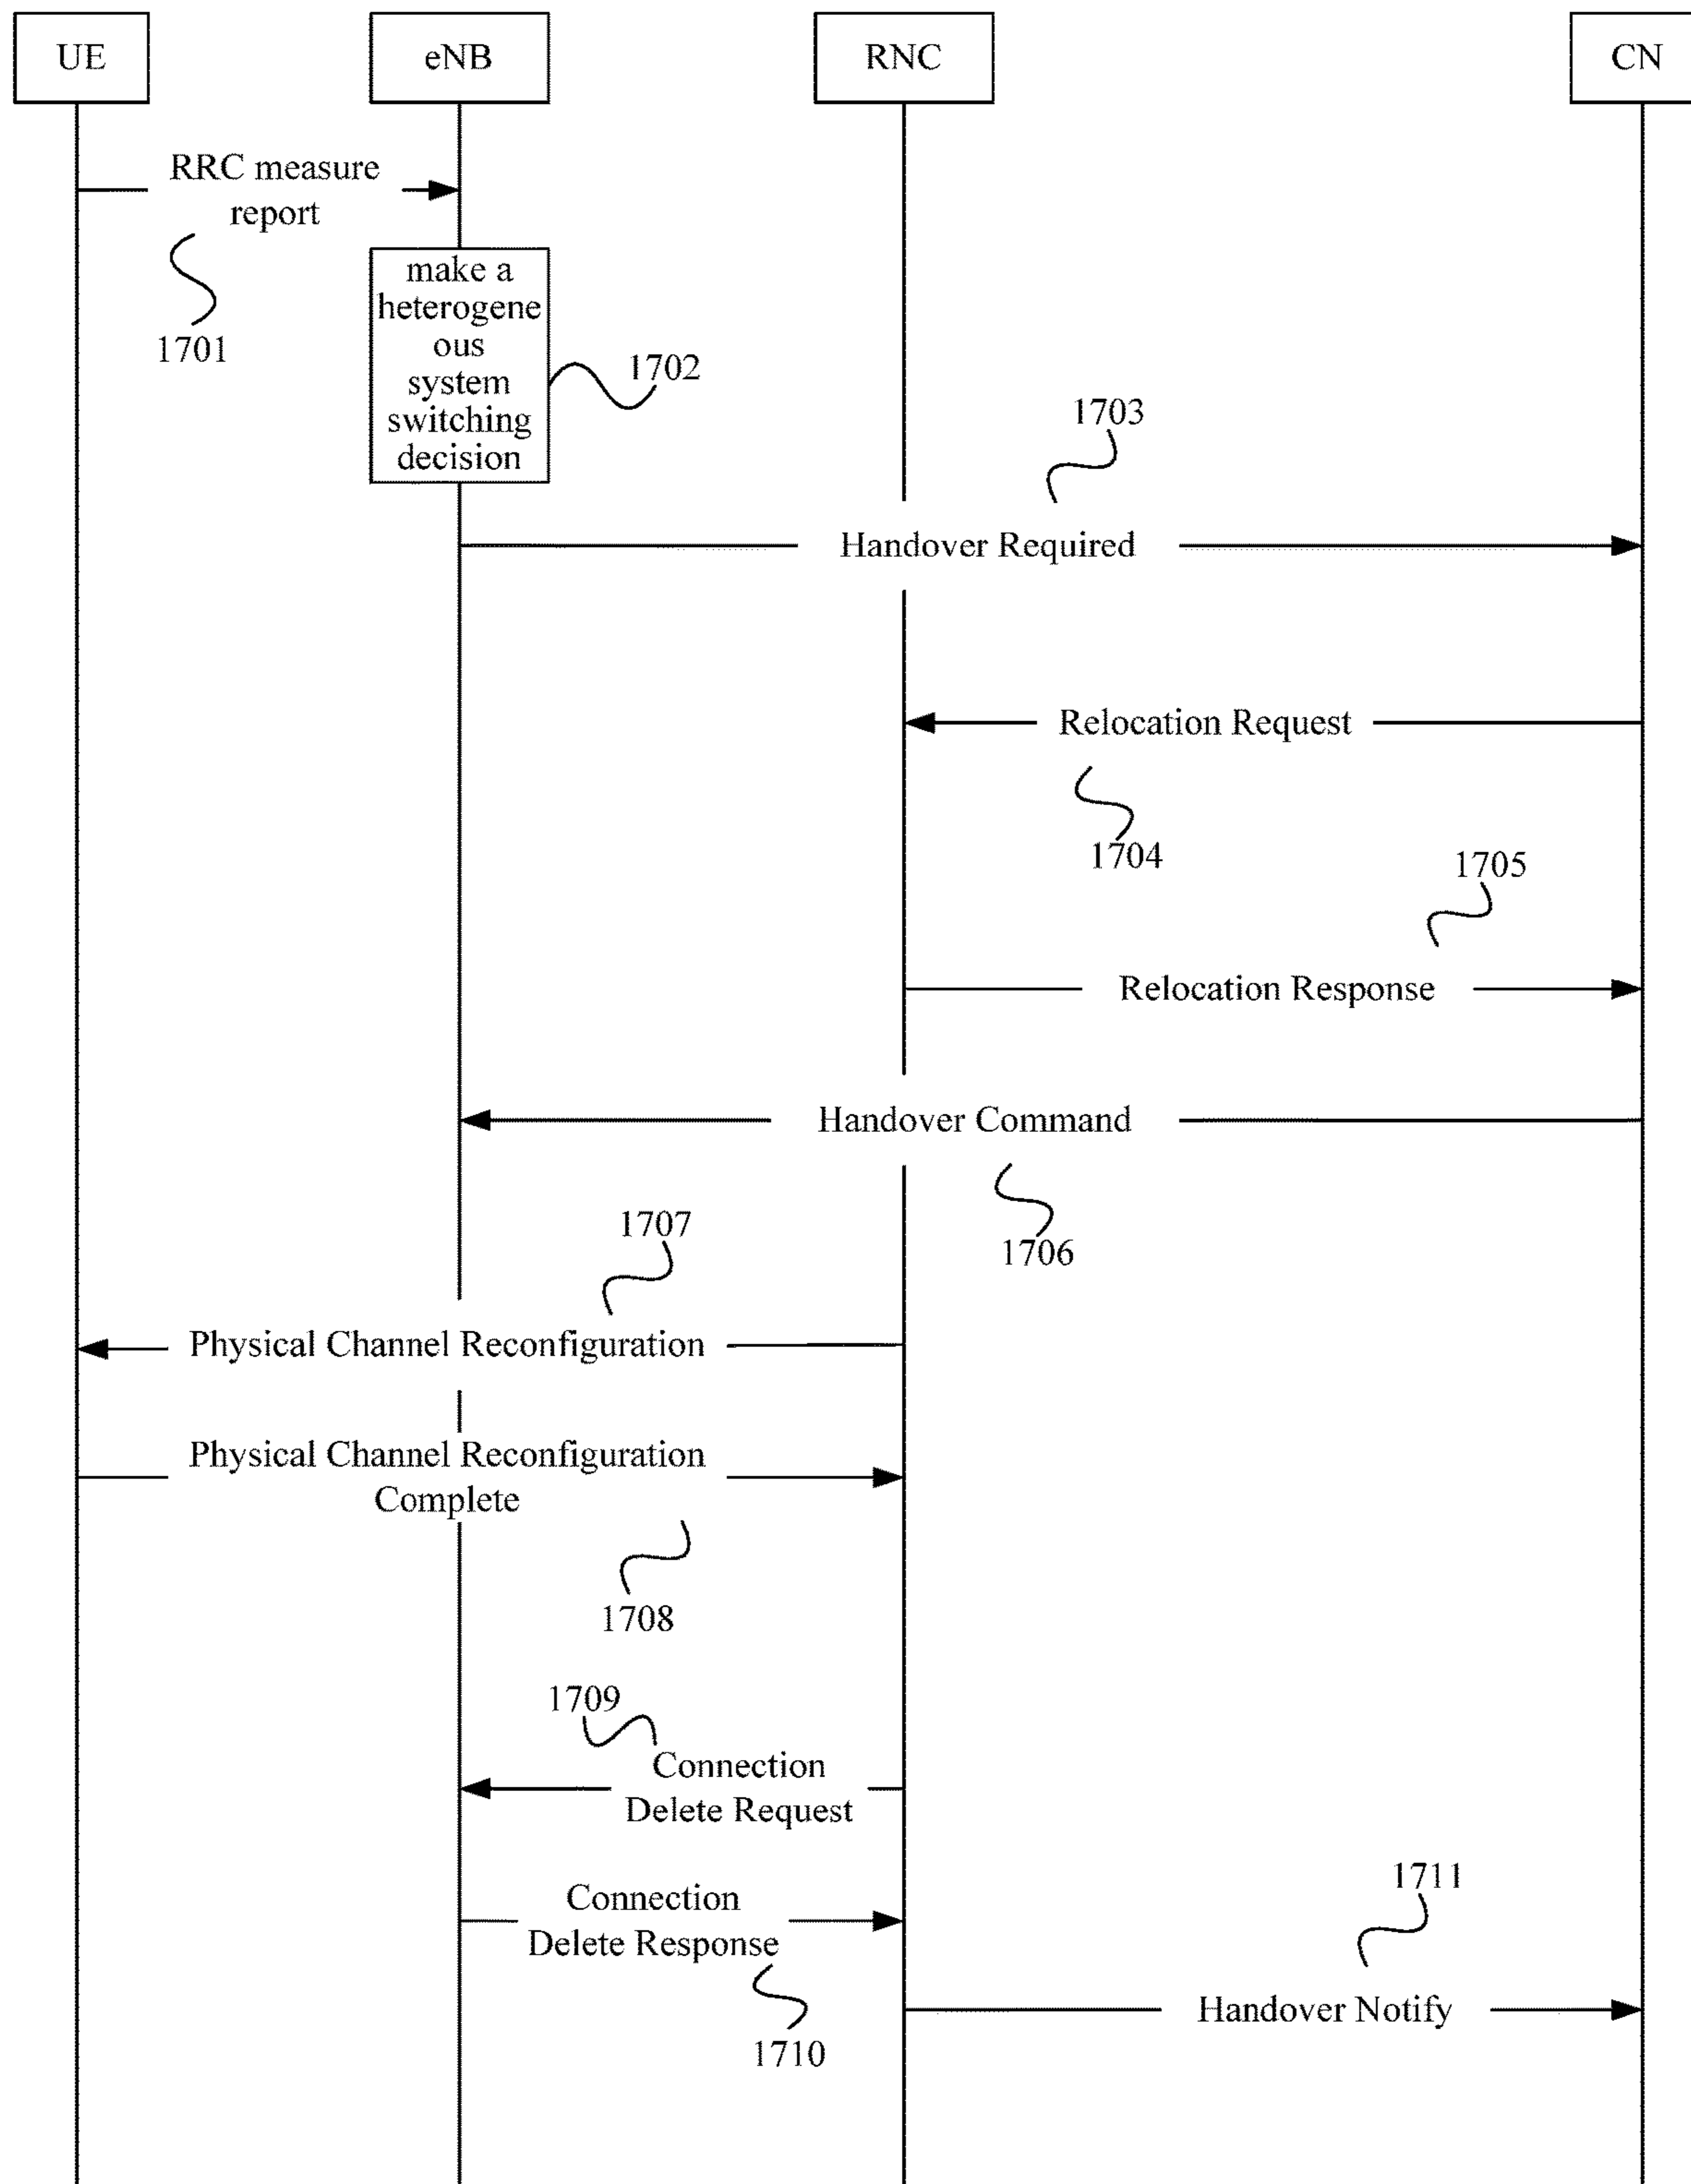 UE
eNB
RNC
CN
RRC measure
report
1701
make a
heterogene
ous
system
switching
decision
1702
1703
Handover Required
Relocation Request
1704
1705
Relocation Response
Handover Command
1706
1707
Physical Channel Reconfiguration
Physical Channel Reconfiguration
Complete
1708
1709
Connection
Delete Request
Connection
Delete Response
1710
1711
Handover Notify